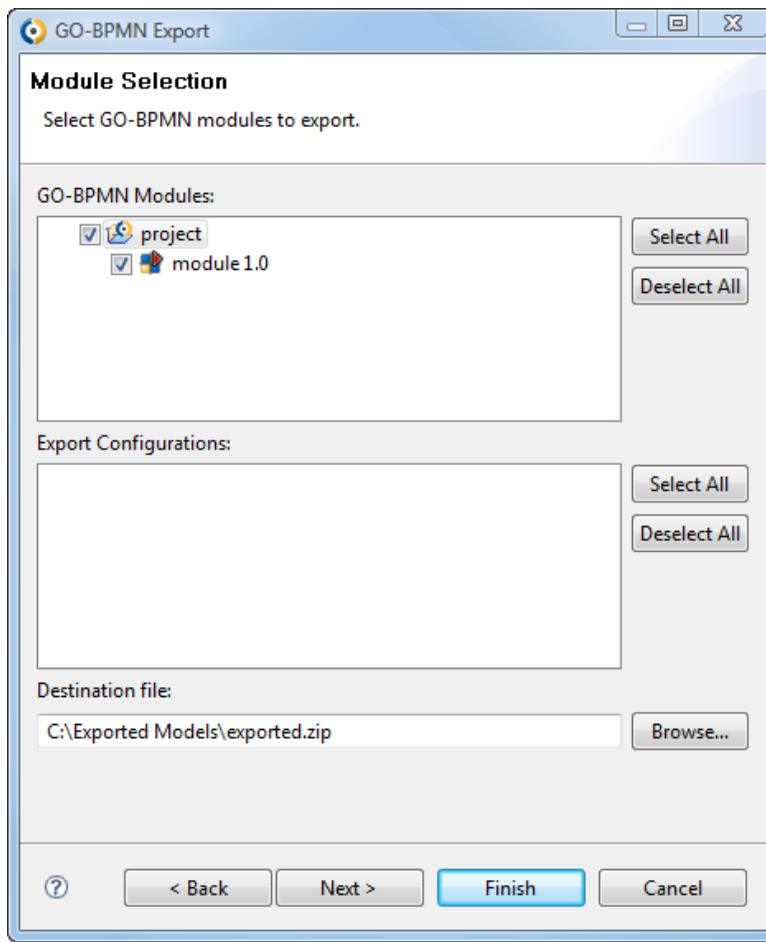 GO-BPMN Export
Module Selection
Select GO-BPMN modules to export.
GO-BPMN Modules:
project
module 1.0
Select All
Deselect All
Export Configurations:
Select All
Deselect All
Destination file:
C:\Exported Models\exported.zip
Browse...
?
< Back
Next >
Finish
Cancel